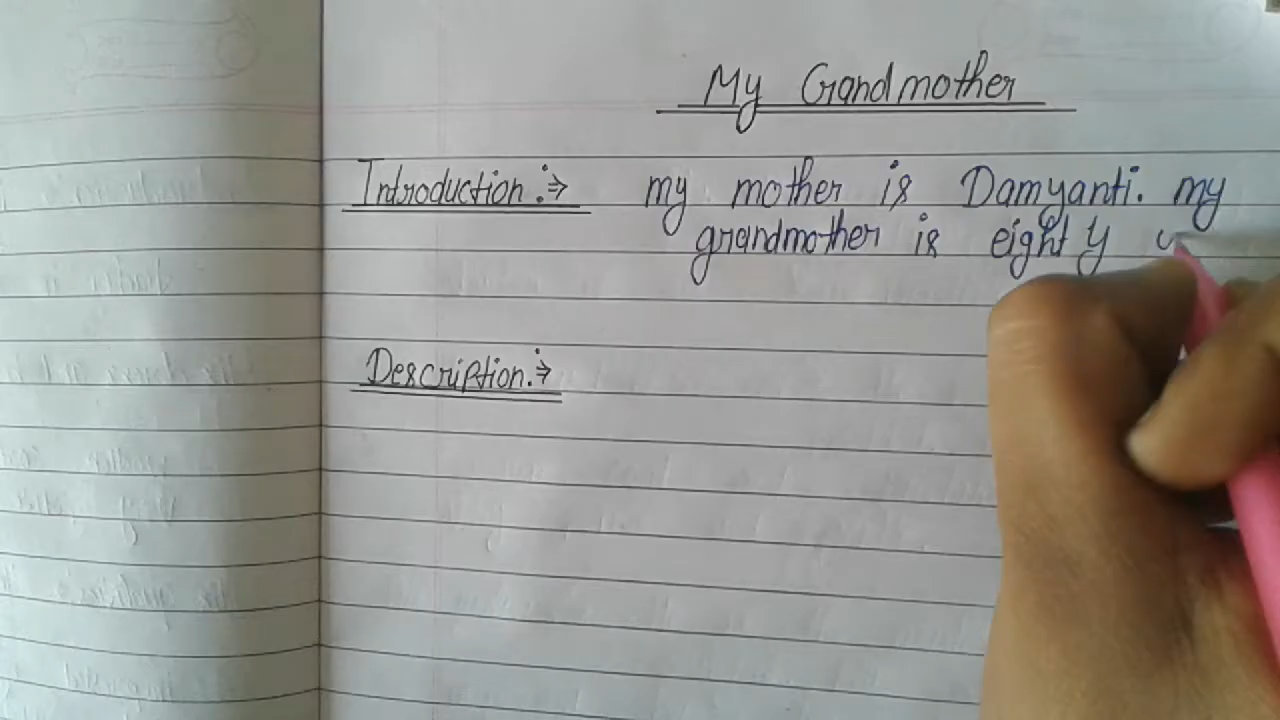 My Grandmother
Introduction :⇒ my mother is Damyanti. my
grandmother is eighty
Description :⇒